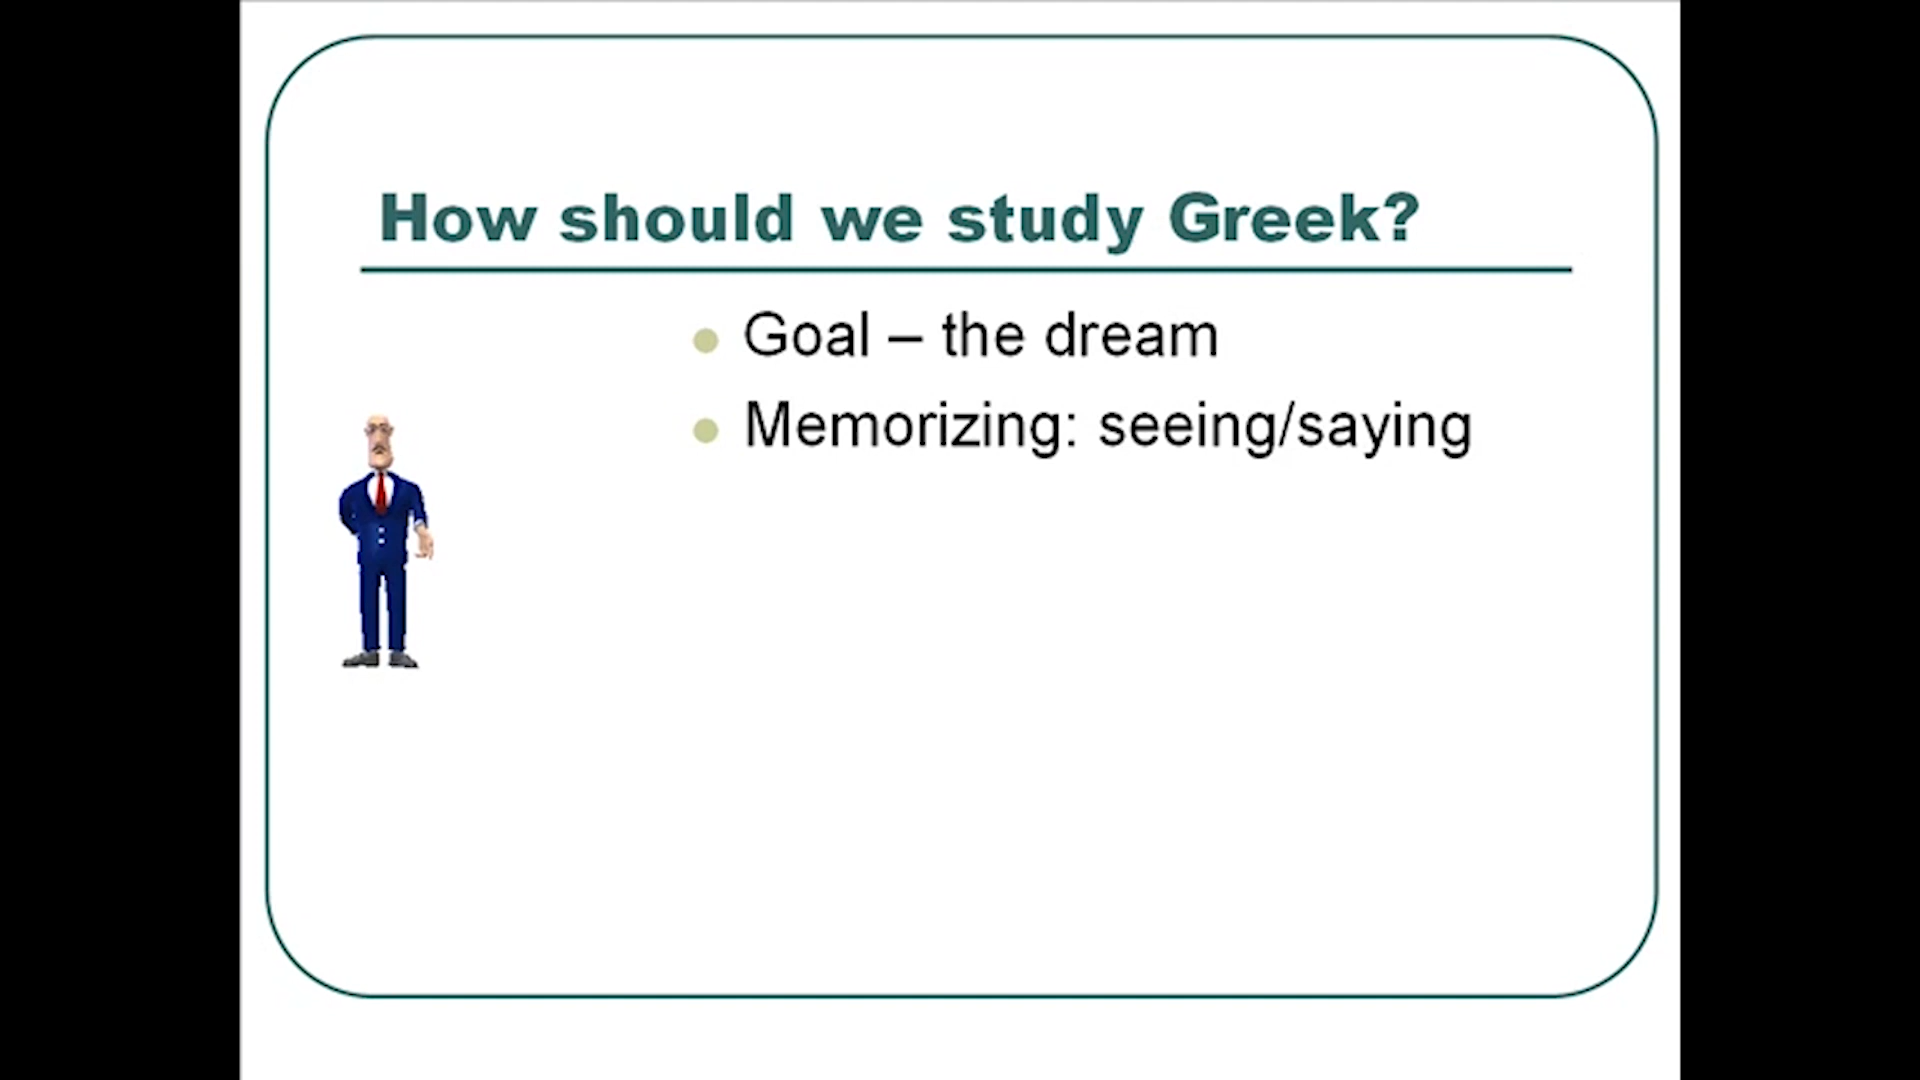 How should we study Greek?
Goal – the dream
Memorizing: seeing/saying